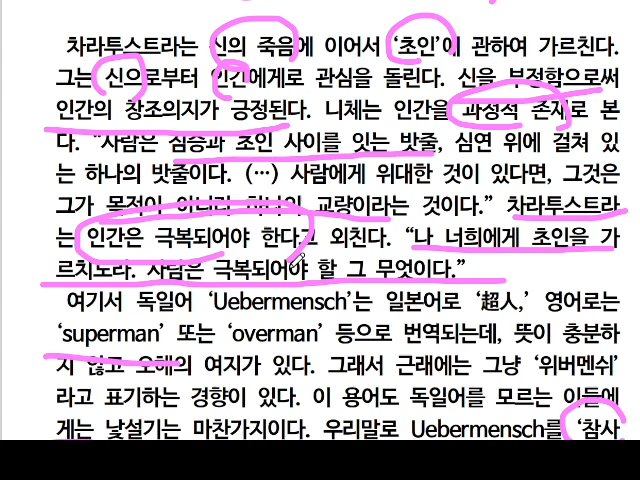 차라투스트라는 신의 죽음에 이어서 ‘초인’에 관하여 가르친다.
그는 신으로부터 인간에게로 관심을 돌린다. 신을 부정함으로써
인간의 창조의지가 긍정된다. 니체는 인간을 과정적 존재로 본
다. “사람은 짐승과 초인 사이를 잇는 밧줄, 심연 위에 걸쳐 있
는 하나의 밧줄이다. (…) 사람에게 위대한 것이 있다면, 그것은
그가 목적이 아니라 하나의 교량이라는 것이다.” 차라투스트라
는 인간은 극복되어야 한다고 외친다. “나 너희에게 초인을 가
르치노라. 사람은 극복되어야 할 그 무엇이다.”
여기서 독일어 ‘Uebermensch’는 일본어로 ‘超人,’ 영어로는
‘superman’ 또는 ‘overman’ 등으로 번역되는데, 뜻이 충분하
지 않고 오해의 여지가 있다. 그래서 근래에는 그냥 ‘위버멘쉬’
라고 표기하는 경향이 있다. 이 용어도 독일어를 모르는 이들에
게는 낯설기는 마찬가지이다. 우리말로 Uebermensch를 ‘참사